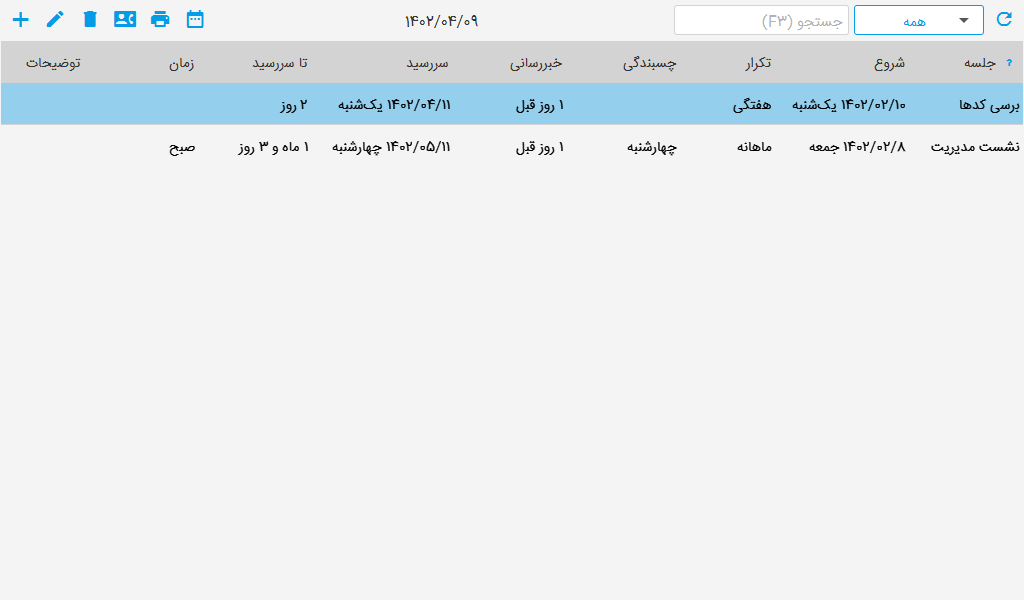 همه جستجو (F۳) ۱۴۰۲/۰۴/۰۹
? جلسه شروع تکرار چسبندگی خبررسانی سررسید تا سررسید زمان توضیحات
برسی کدها ۱۴۰۲/۰۲/۱۰ یک‌شنبه هفتگی ۱ روز قبل ۱۴۰۲/۰۴/۱۱ یک‌شنبه ۲ روز
نشست مدیریت ۱۴۰۲/۰۲/۸ جمعه ماهانه چهارشنبه ۱ روز قبل ۱۴۰۲/۰۵/۱۱ چهارشنبه ۱ ماه و ۳ روز صبح